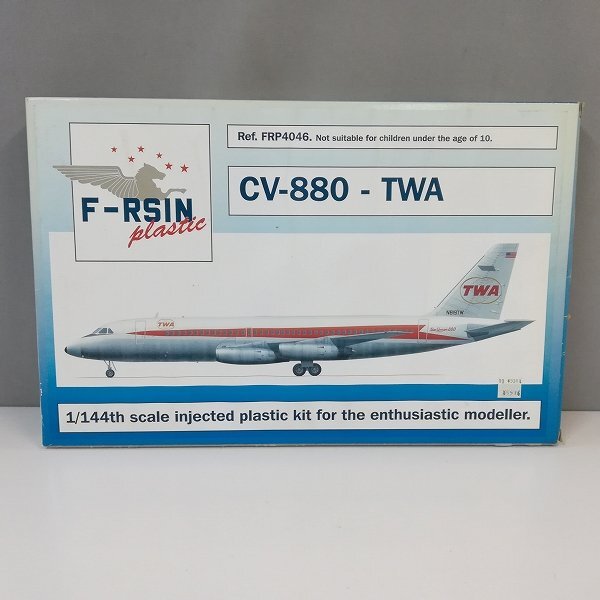 Ref. FRP4046. Not suitable for children under the age of 10.
F-RSIN
plastic
CV-880 - TWA
TWA
TWA
1/144th scale injected plastic kit for the enthusiastic modeller.